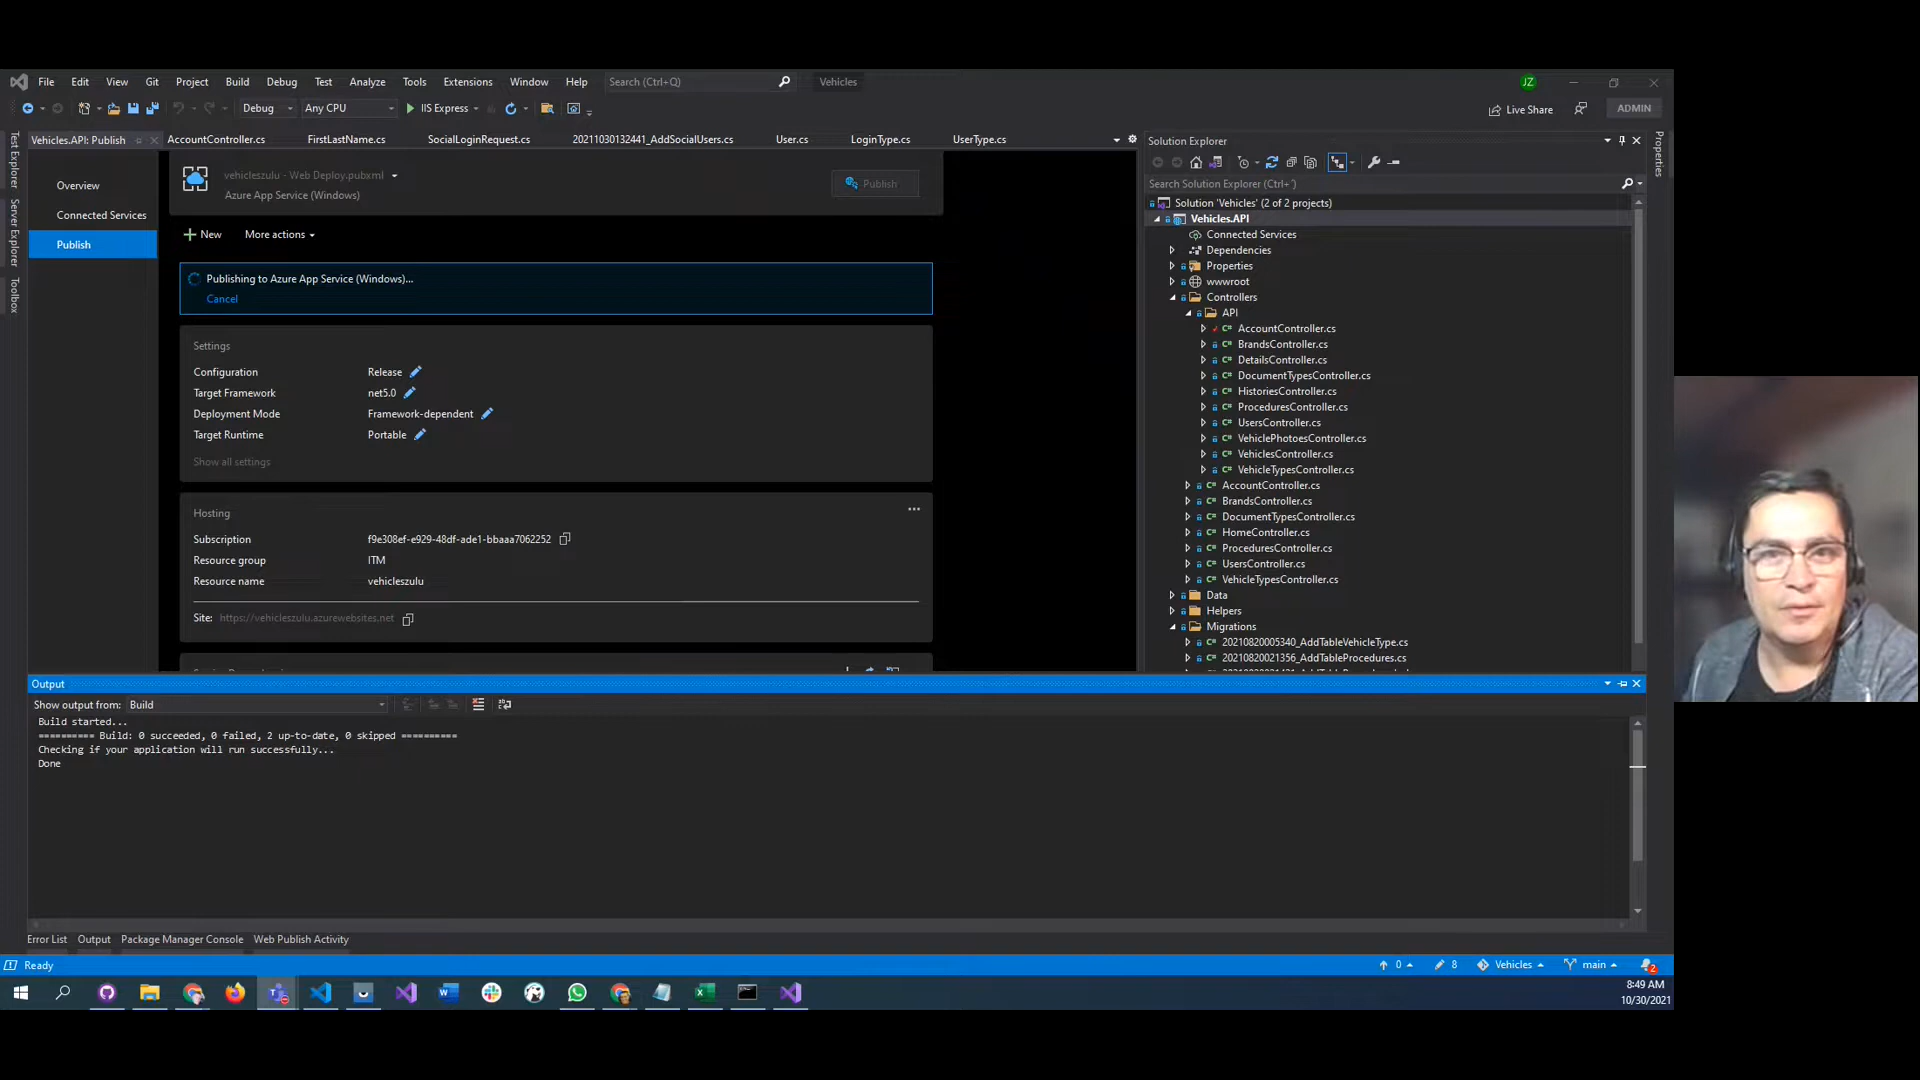 File Edit View Git Project Build Debug Test Analyze Tools Extensions Window Help Search (Ctrl+Q) Vehicles JZ
Debug Any CPU IIS Express Live Share ADMIN
Vehicles.API: Publish AccountController.cs FirstLastName.cs SocialLoginRequest.cs 20211030132441_AddSocialUsers.cs User.cs LoginType.cs UserType.cs
Test Explorer
Server Explorer
Toolbox
Overview
Connected Services
Publish
vehicleszulu - Web Deploy.pubxml
Azure App Service (Windows)
Publish
New More actions
Publishing to Azure App Service (Windows)...
Cancel
Settings
Configuration Release
Target Framework net5.0
Deployment Mode Framework-dependent
Target Runtime Portable
Show all settings
Hosting
Subscription f9e308ef-e929-48df-ade1-bbaaa7062252
Resource group ITM
Resource name vehicleszulu
Site: https://vehicleszulu.azurewebsites.net
Solution Explorer
Search Solution Explorer (Ctrl+')
Solution 'Vehicles' (2 of 2 projects)
Vehicles.API
Connected Services
Dependencies
Properties
wwwroot
Controllers
API
AccountController.cs
BrandsController.cs
DetailsController.cs
DocumentTypesController.cs
HistoriesController.cs
ProceduresController.cs
UsersController.cs
VehiclePhotoesController.cs
VehiclesController.cs
VehicleTypesController.cs
AccountController.cs
BrandsController.cs
DocumentTypesController.cs
HomeController.cs
ProceduresController.cs
UsersController.cs
VehicleTypesController.cs
Data
Helpers
Migrations
20210820005340_AddTableVehicleType.cs
20210820021356_AddTableProcedures.cs
Properties
Output
Show output from: Build
Build started...
========== Build: 0 succeeded, 0 failed, 2 up-to-date, 0 skipped ==========
Checking if your application will run successfully...
Done
Error List Output Package Manager Console Web Publish Activity
Ready 0 8 Vehicles main 2
8:49 AM
10/30/2021